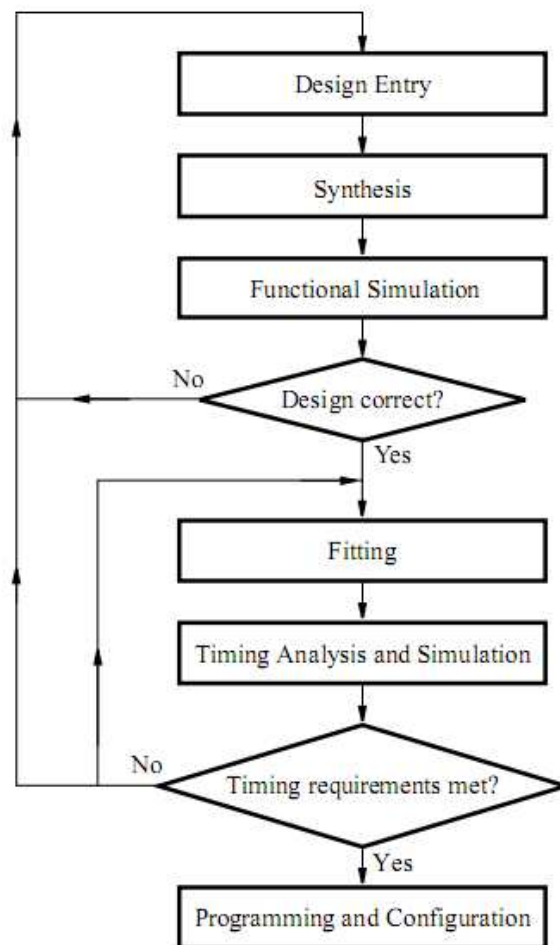 Design Entry
Synthesis
Functional Simulation
No
Design correct?
Yes
Fitting
Timing Analysis and Simulation
No
Timing requirements met?
Yes
Programming and Configuration